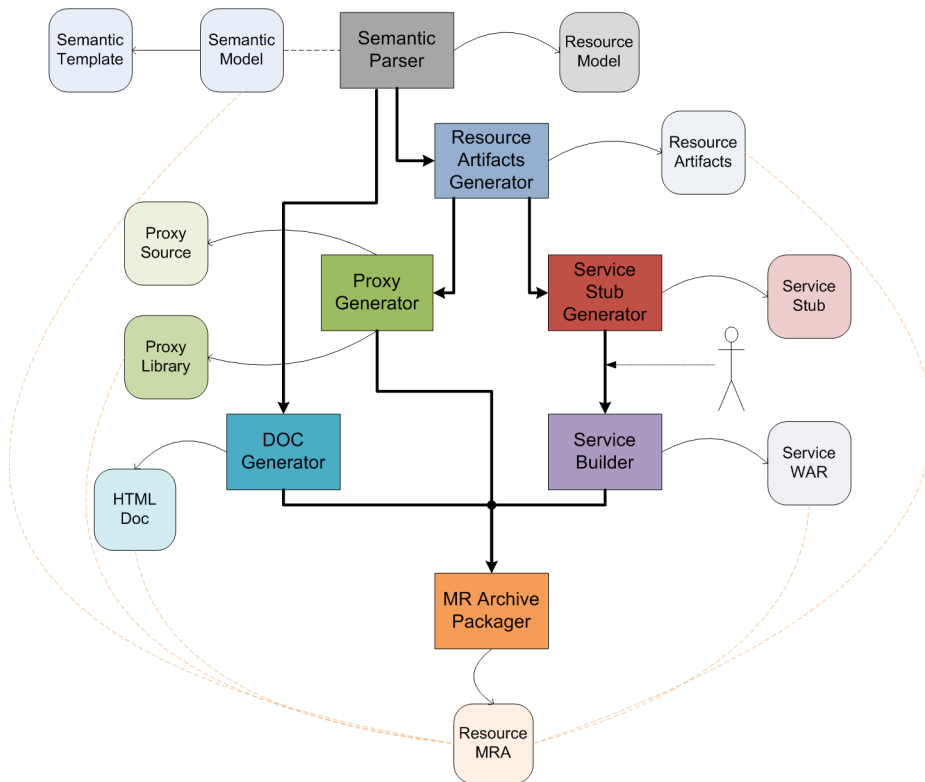 Semantic
Template
Semantic
Model
Semantic
Parser
Resource
Model
Resource
Artifacts
Generator
Resource
Artifacts
Proxy
Source
Proxy
Generator
Service
Stub
Generator
Service
Stub
Proxy
Library
DOC
Generator
Service
Builder
Service
WAR
HTML
Doc
MR Archive
Packager
Resource
MRA